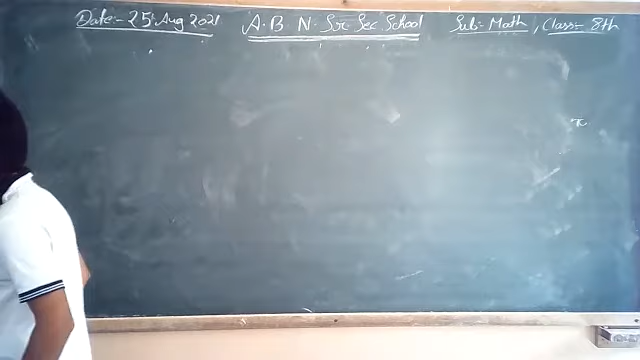 Date:- 25 Aug 2021 A. B. N. Sr. Sec. School Sub:- Math, Class:- 8th